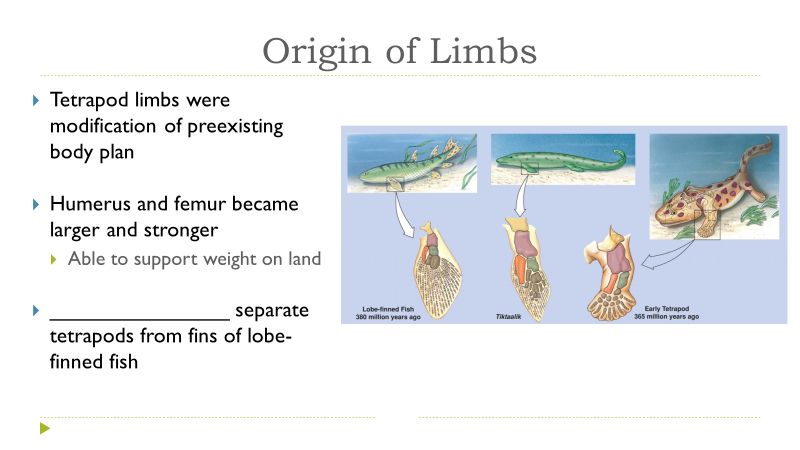 Origin of Limbs
Tetrapod limbs were
modification of preexisting
body plan
Humerus and femur became
larger and stronger
Able to support weight on land
_________________ separate
tetrapods from fins of lobe-
finned fish
Lobe-finned Fish
380 million years ago
Tiktaalik
Early Tetrapod
365 million years ago